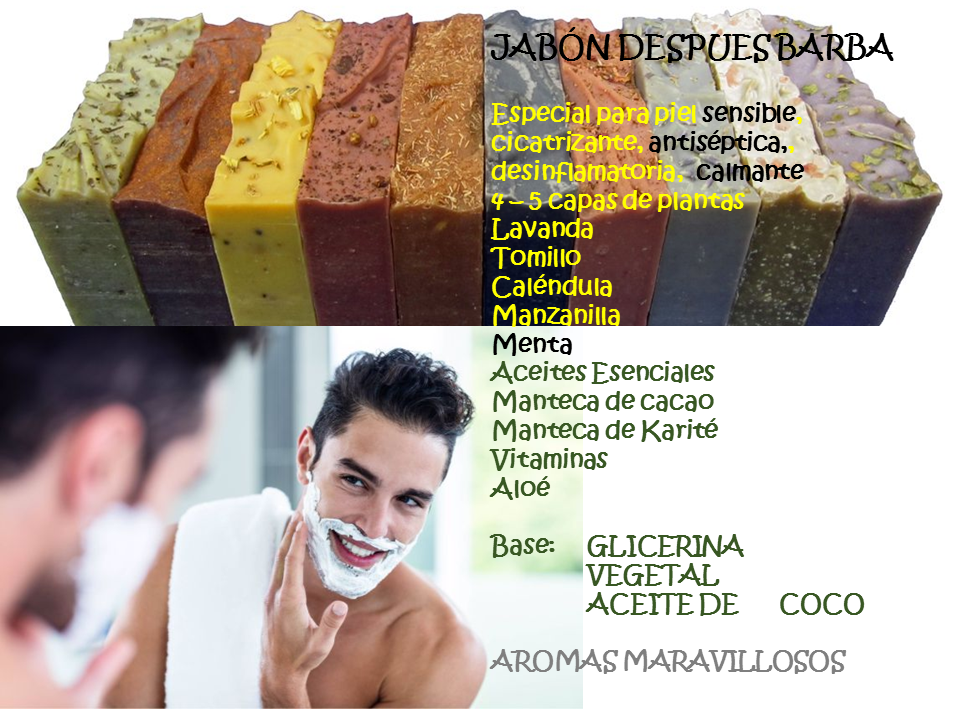 JABÓN DESPUES BARBA
Especial para piel sensible,
cicatrizante, antiséptica,,
desinflamatoria, calmante
4 – 5 capas de plantas
Lavanda
Tomillo
Caléndula
Manzanilla
Menta
Aceites Esenciales
Manteca de cacao
Manteca de Karité
Vitaminas
Aloé
Base: GLICERINA
VEGETAL
ACEITE DE COCO
AROMAS MARAVILLOSOS